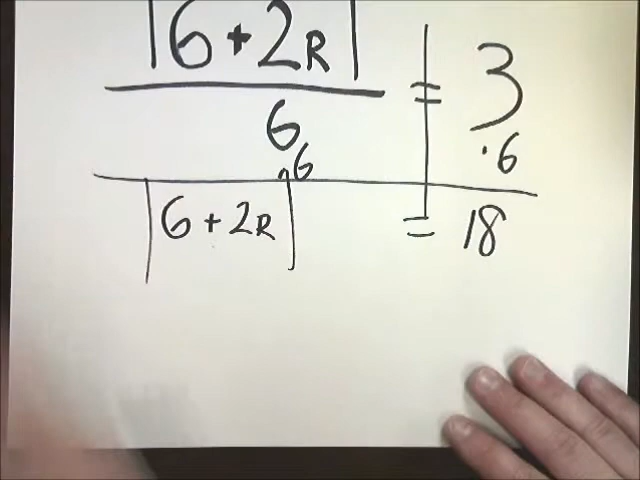 |6+2R| = 3
6
·6 ·6
|6+2R| = 18